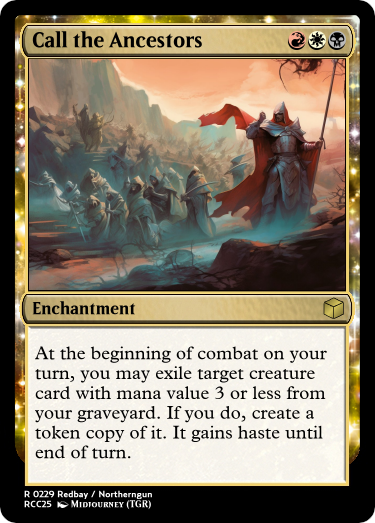 Call the Ancestors
Enchantment
At the beginning of combat on your
turn, you may exile target creature
card with mana value 3 or less from
your graveyard. If you do, create a
token copy of it. It gains haste until
end of turn.
R 0229 Redbay / Northerngun
RCC25 Midjourney (TGR)